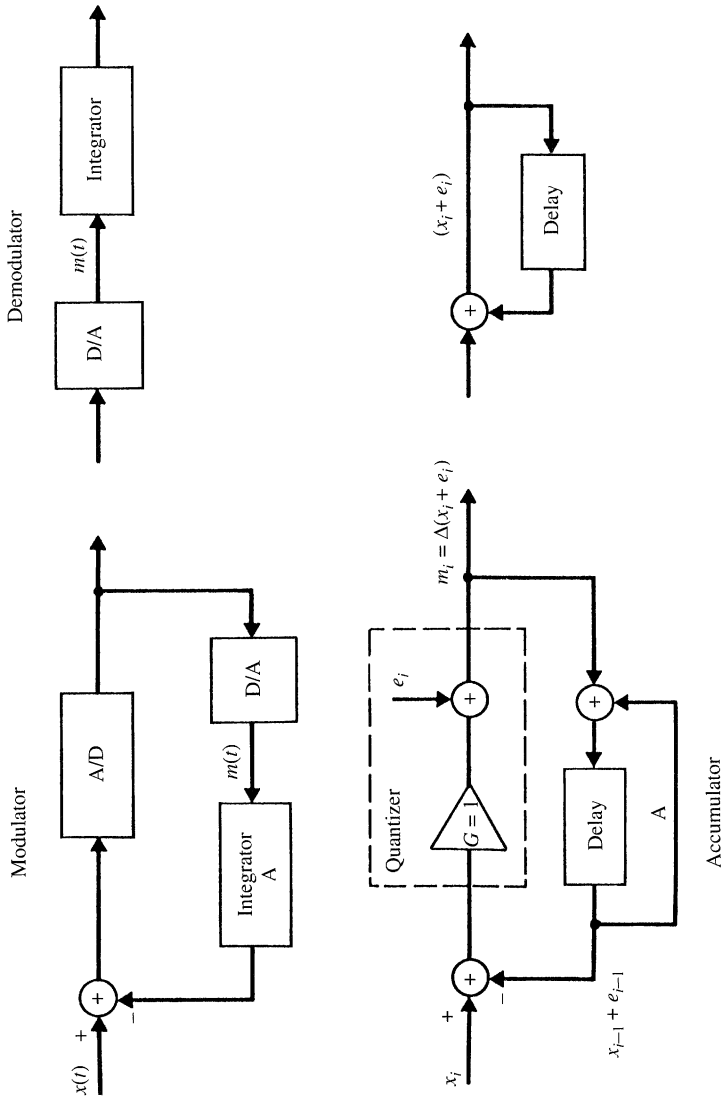 Modulator
Demodulator
x(t)
+
+
−
A/D
D/A
m(t)
Integrator
A
D/A
m(t)
Integrator
x_i
+
+
−
Quantizer
G = 1
e_i
+
m_i = Δ(x_i + e_i)
x_{i−1} + e_{i−1}
Delay
+
A
Accumulator
+
(x_i + e_i)
Delay